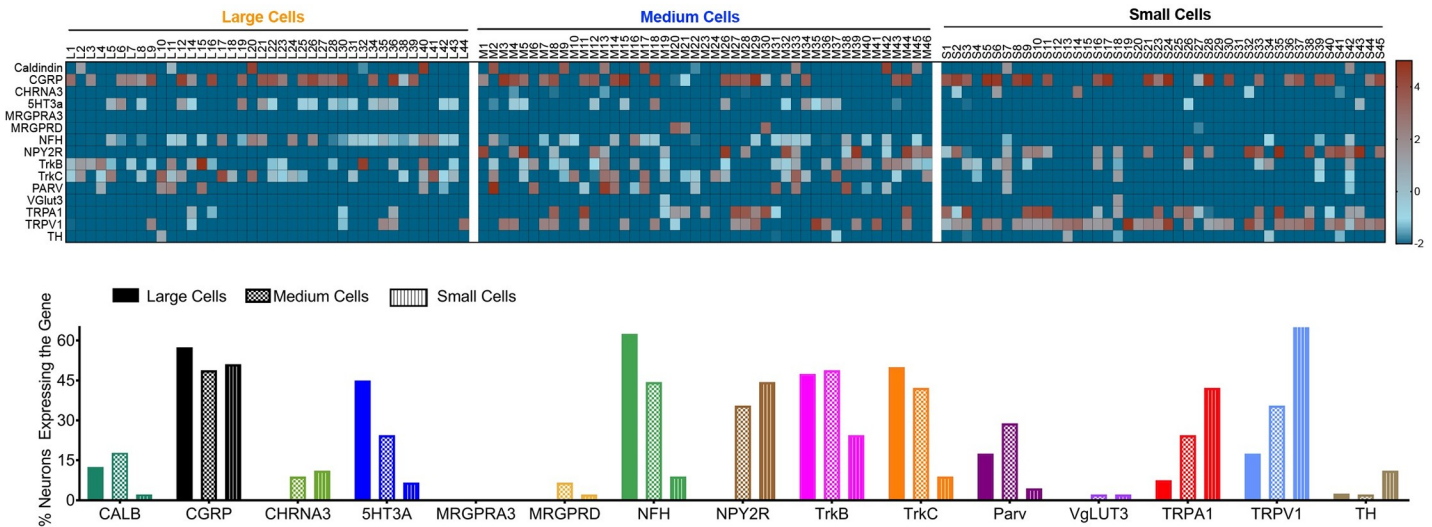 Large Cells
Medium Cells
Small Cells
L1 L2 L3 L4 L5 L6 L7 L8 L9 L10 L11 L12 L14 L15 L16 L17 L18 L19 L20 L21 L22 L23 L24 L25 L26 L27 L28 L30 L31 L32 L34 L35 L36 L38 L39 L40 L41 L42 L43 L44
M1 M2 M3 M4 M5 M6 M7 M8 M9 M10 M11 M12 M13 M14 M15 M16 M17 M18 M19 M20 M21 M22 M23 M24 M26 M27 M28 M29 M30 M31 M32 M33 M34 M35 M36 M37 M38 M39 M40 M41 M42 M43 M44 M45 M46
S1 S2 S3 S4 S5 S6 S7 S8 S9 S10 S11 S12 S13 S14 S15 S16 S17 S18 S19 S20 S21 S23 S24 S25 S26 S27 S28 S29 S30 S31 S32 S33 S34 S35 S36 S37 S38 S39 S40 S41 S42 S43 S44 S45
Caldindin
CGRP
CHRNA3
5HT3a
MRGPRA3
MRGPRD
NFH
NPY2R
TrkB
TrkC
PARV
VGlut3
TRPA1
TRPV1
TH
4
2
0
-2
Large Cells
Medium Cells
Small Cells
% Neurons Expressing the Gene
60
45
30
15
0
CALB CGRP CHRNA3 5HT3A MRGPRA3 MRGPRD NFH NPY2R TrkB TrkC Parv VgLUT3 TRPA1 TRPV1 TH